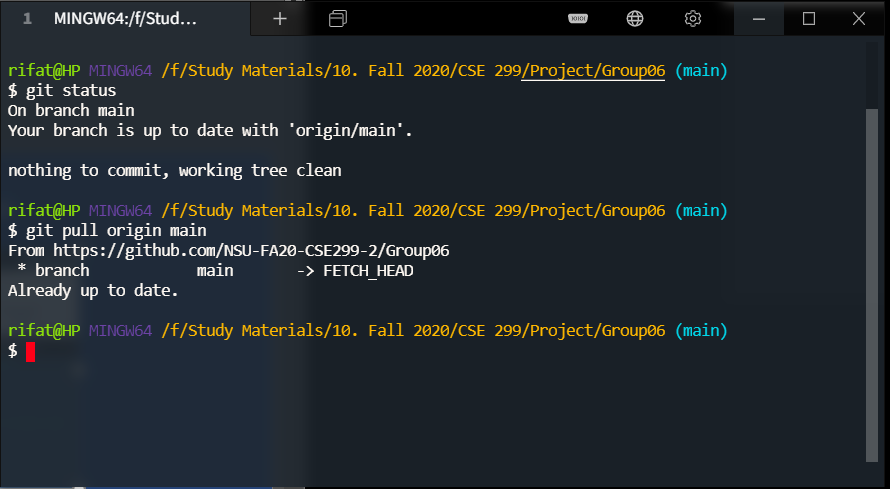 1 MINGW64:/f/Stud...
rifat@HP MINGW64 /f/Study Materials/10. Fall 2020/CSE 299/Project/Group06 (main)
$ git status
On branch main
Your branch is up to date with 'origin/main'.
nothing to commit, working tree clean
rifat@HP MINGW64 /f/Study Materials/10. Fall 2020/CSE 299/Project/Group06 (main)
$ git pull origin main
From https://github.com/NSU-FA20-CSE299-2/Group06
 * branch            main       -> FETCH_HEAD
Already up to date.
rifat@HP MINGW64 /f/Study Materials/10. Fall 2020/CSE 299/Project/Group06 (main)
$